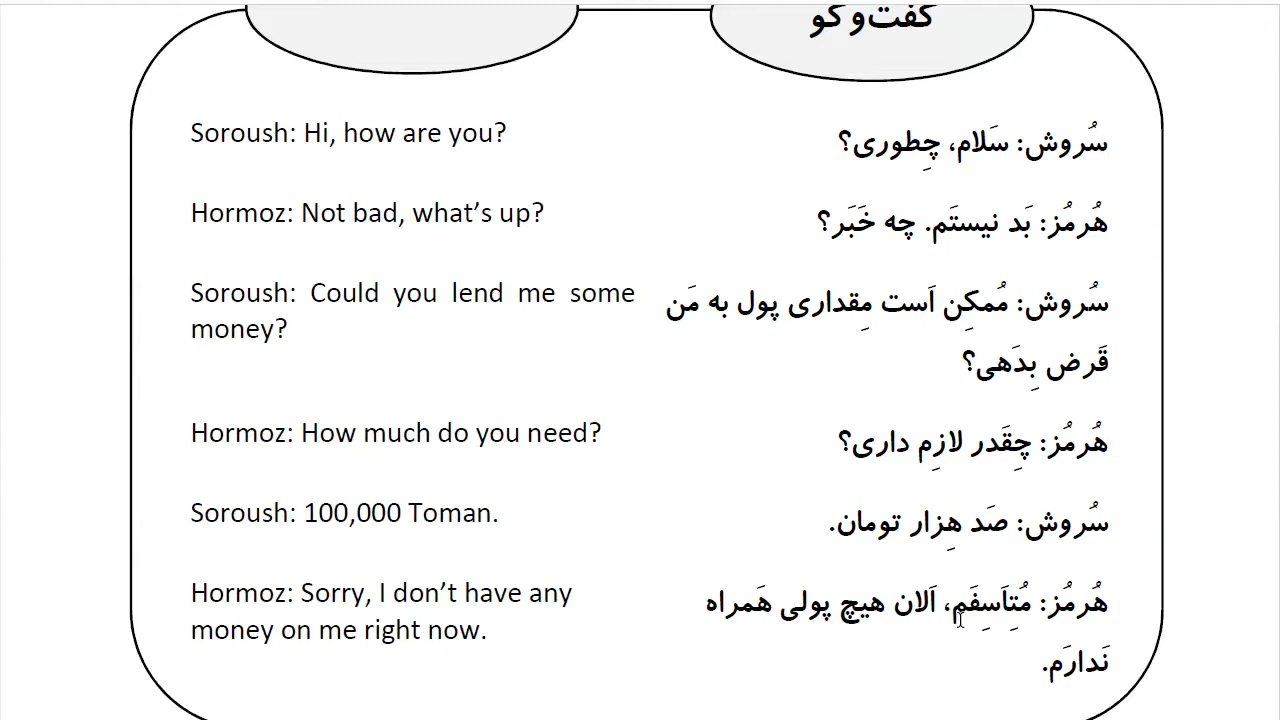 گفت‌و گو
Soroush: Hi, how are you?
سُروش: سَلام، چِطوری؟
Hormoz: Not bad, what’s up?
هُرمُز: بَد نیستَم. چه خَبَر؟
Soroush: Could you lend me some
money?
سُروش: مُمکِن اَست مِقداری پول به مَن
قَرض بِدَهی؟
Hormoz: How much do you need?
هُرمُز: چِقَدر لازِم داری؟
Soroush: 100,000 Toman.
سُروش: صَد هِزار تومان.
Hormoz: Sorry, I don’t have any
money on me right now.
هُرمُز: مُتِاَسِفَم، اَلان هیچ پولی هَمراه
نَدارَم.